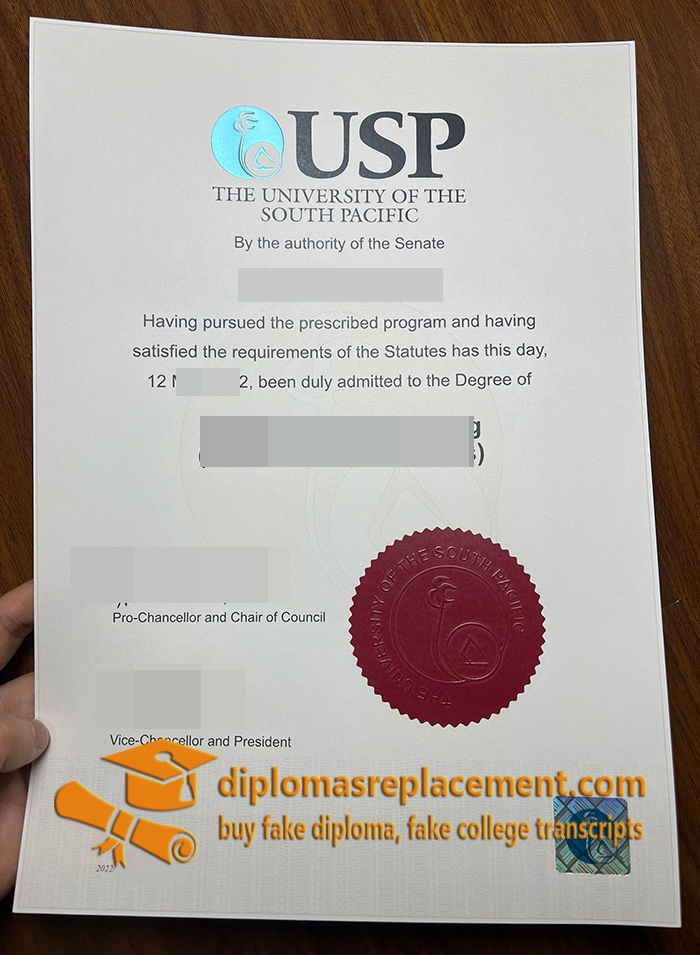 USP
THE UNIVERSITY OF THE
SOUTH PACIFIC
By the authority of the Senate
Having pursued the prescribed program and having
satisfied the requirements of the Statutes has this day,
12 2, been duly admitted to the Degree of
g
)
THE UNIVERSITY OF THE SOUTH PACIFIC
Pro-Chancellor and Chair of Council
Vice-Chancellor and President
diplomasreplacement.com
buy fake diploma, fake college transcripts
2022